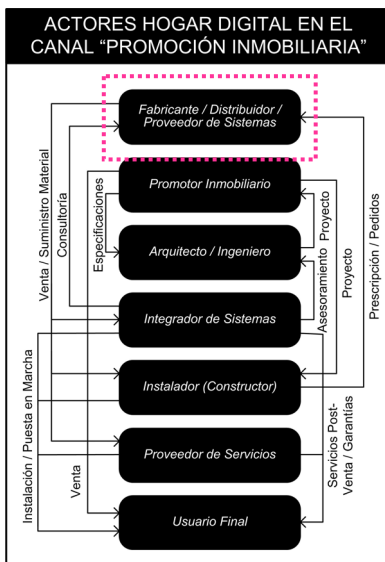 ACTORES HOGAR DIGITAL EN EL
CANAL “PROMOCIÓN INMOBILIARIA”
Fabricante / Distribuidor /
Proveedor de Sistemas
Promotor Inmobiliario
Arquitecto / Ingeniero
Integrador de Sistemas
Instalador (Constructor)
Proveedor de Servicios
Usuario Final
Venta / Suministro Material
Consultoría
Especificaciones
Instalación / Puesta en Marcha
Venta
Asesoramiento
Proyecto
Proyecto
Prescripción / Pedidos
Servicios Post-
Venta / Garantías